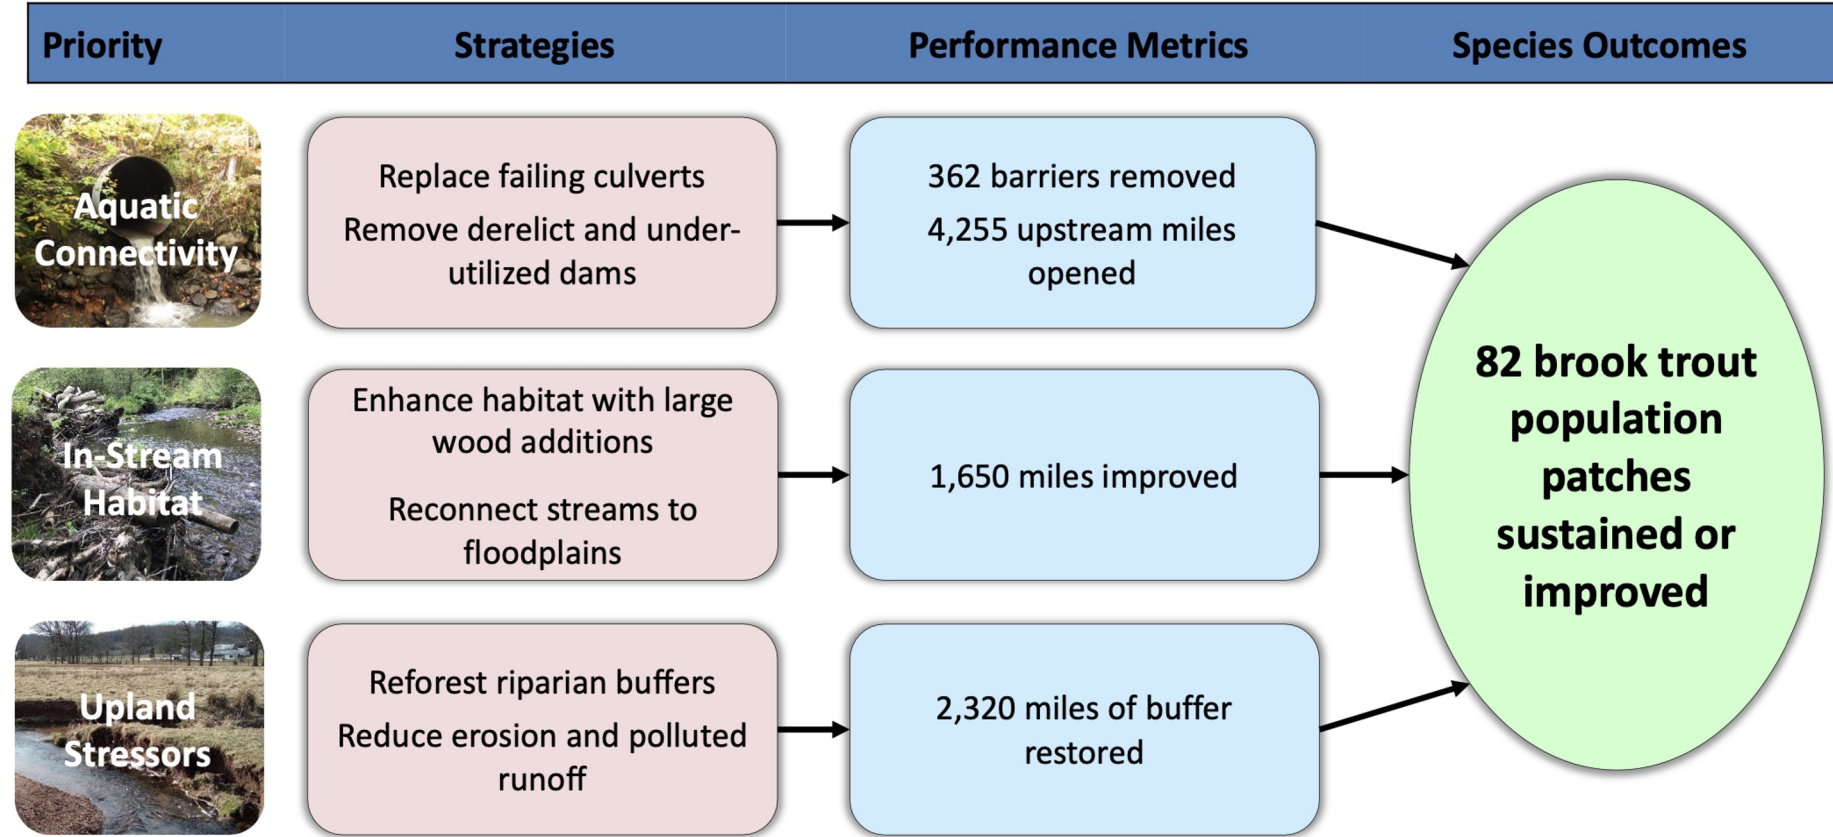 Priority
Strategies
Performance Metrics
Species Outcomes
Aquatic
Connectivity
Replace failing culverts
Remove derelict and under-
utilized dams
362 barriers removed
4,255 upstream miles
opened
In-Stream
Habitat
Enhance habitat with large
wood additions
Reconnect streams to
floodplains
1,650 miles improved
Upland
Stressors
Reforest riparian buffers
Reduce erosion and polluted
runoff
2,320 miles of buffer
restored
82 brook trout
population
patches
sustained or
improved